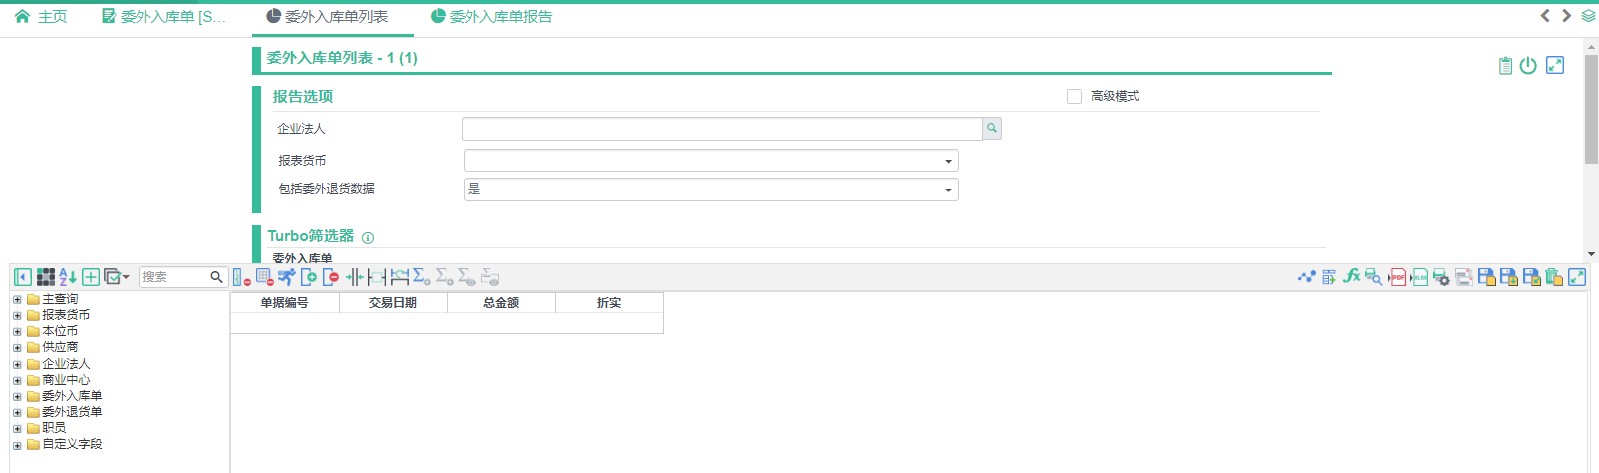 主页 委外入库单 [S... 委外入库单列表 委外入库单报告
委外入库单列表 - 1 (1)
报告选项 高级模式
企业法人
报表货币
包括委外退货数据 是
Turbo筛选器
委外入库单
搜索
fx PDF XLSX
主查询
报表货币
本位币
供应商
企业法人
商业中心
委外入库单
委外退货单
职员
自定义字段
单据编号 交易日期 总金额 折实